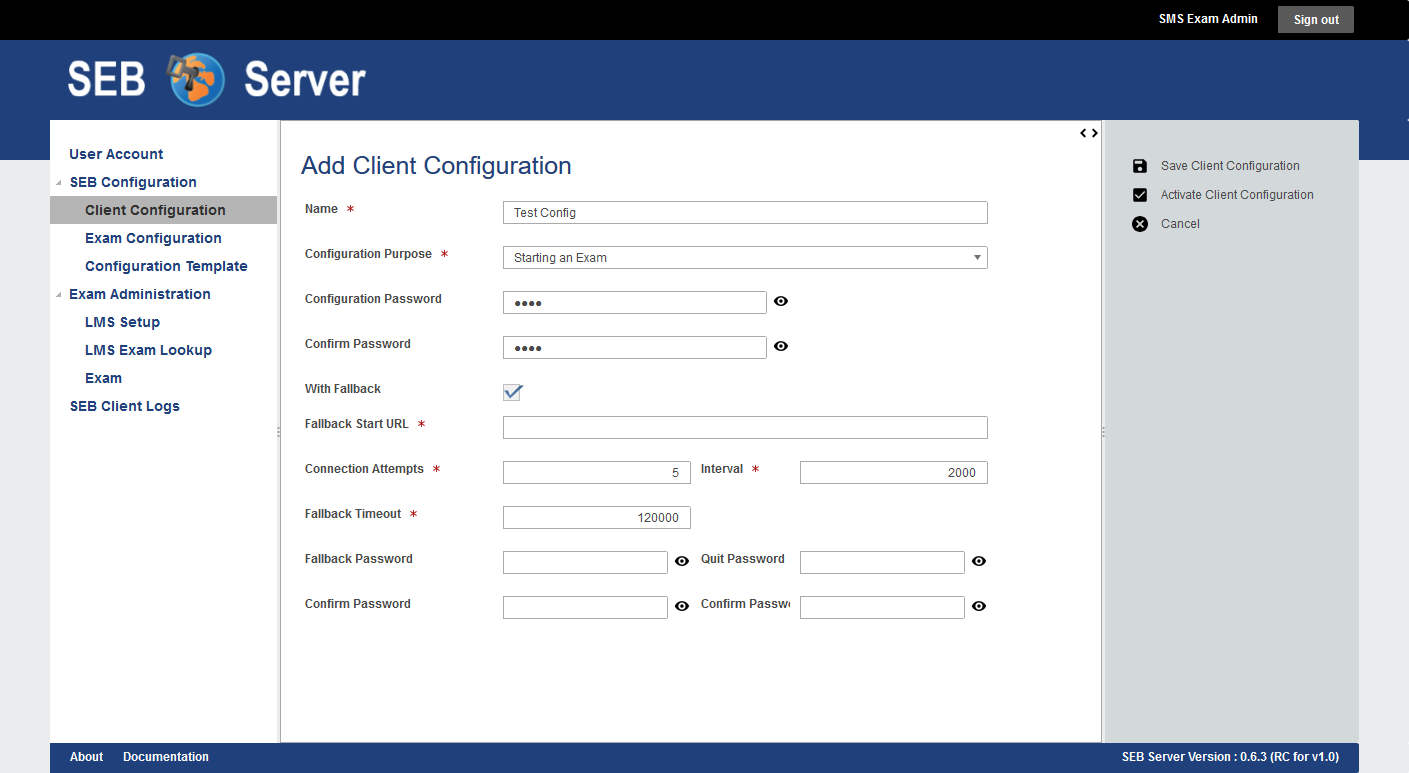 SMS Exam Admin Sign out
SEB Server
User Account
SEB Configuration
Client Configuration
Exam Configuration
Configuration Template
Exam Administration
LMS Setup
LMS Exam Lookup
Exam
SEB Client Logs
Add Client Configuration
Name *
Test Config
Configuration Purpose *
Starting an Exam
Configuration Password
••••
Confirm Password
••••
With Fallback
Fallback Start URL *
Connection Attempts * 5 Interval * 2000
Fallback Timeout * 120000
Fallback Password Quit Password
Confirm Password Confirm Passw
Save Client Configuration
Activate Client Configuration
Cancel
About Documentation
SEB Server Version : 0.6.3 (RC for v1.0)